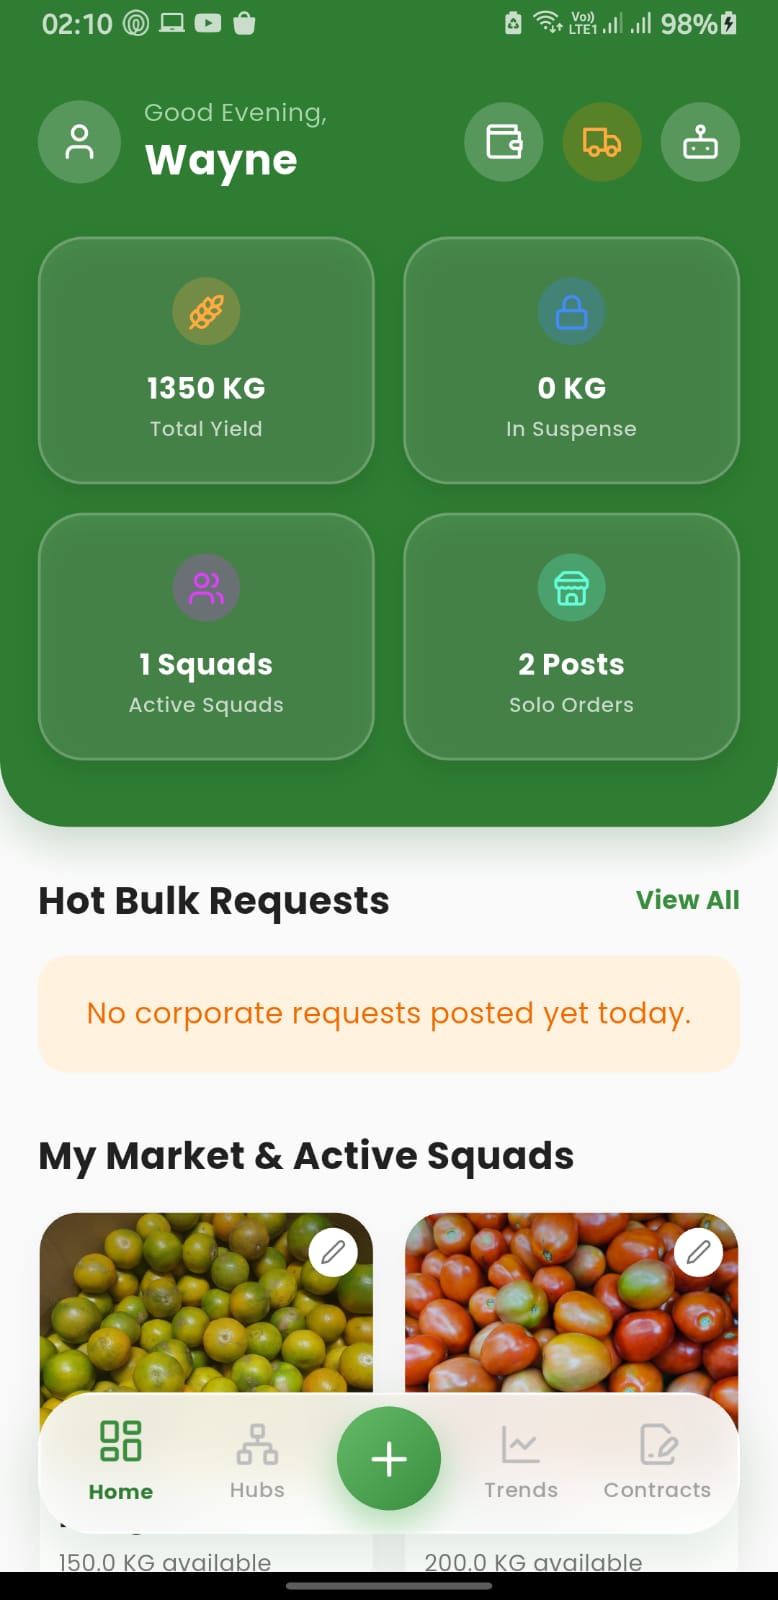 02:10 Vo)) LTE1 98%
Good Evening,
Wayne
1350 KG
Total Yield
0 KG
In Suspense
1 Squads
Active Squads
2 Posts
Solo Orders
Hot Bulk Requests
View All
No corporate requests posted yet today.
My Market & Active Squads
Home
Hubs
Trends
Contracts
150.0 KG available
200.0 KG available